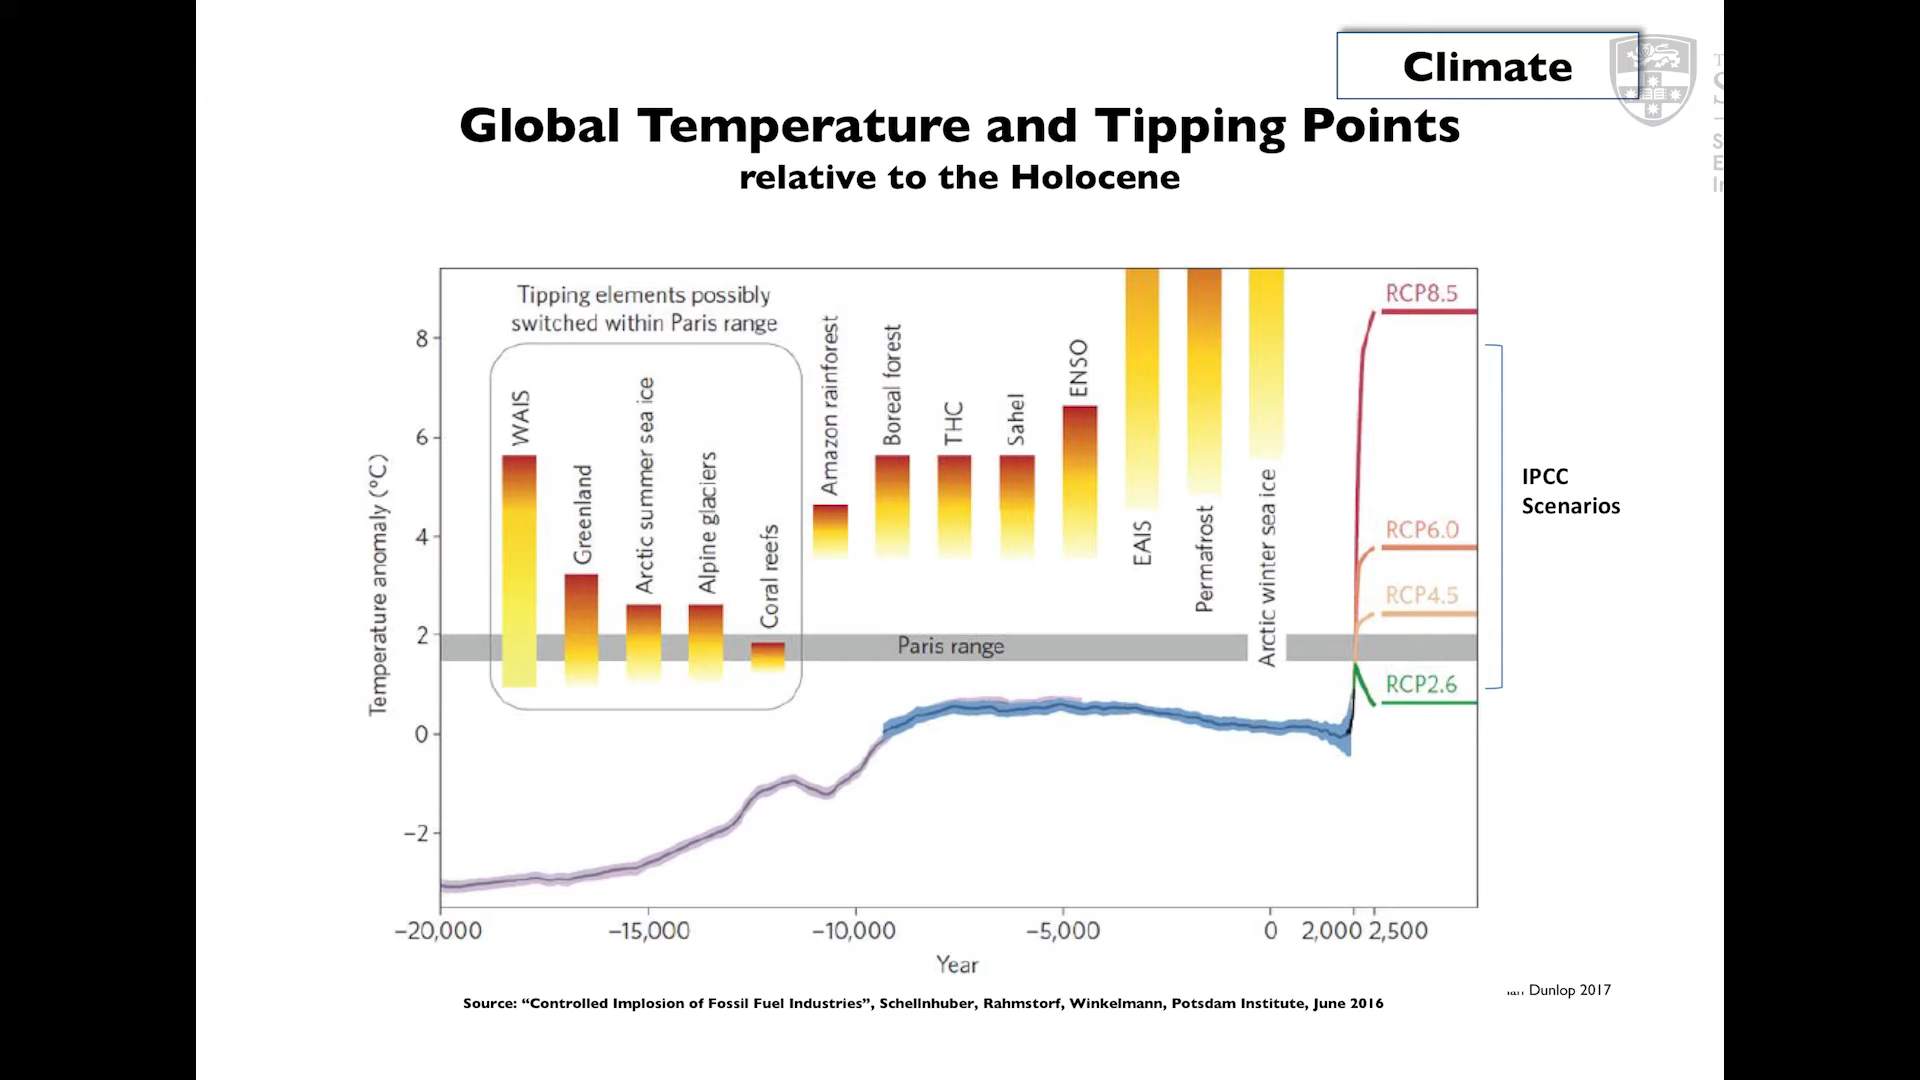 Climate
Global Temperature and Tipping Points
relative to the Holocene
Tipping elements possibly
switched within Paris range
WAIS
Greenland
Arctic summer sea ice
Alpine glaciers
Coral reefs
Amazon rainforest
Boreal forest
THC
Sahel
ENSO
EAIS
Permafrost
Arctic winter sea ice
RCP8.5
RCP6.0
RCP4.5
RCP2.6
IPCC
Scenarios
Paris range
Temperature anomaly (°C)
8
6
4
2
0
−2
−20,000 −15,000 −10,000 −5,000 0 2,000 2,500
Year
Source: “Controlled Implosion of Fossil Fuel Industries”, Schellnhuber, Rahmstorf, Winkelmann, Potsdam Institute, June 2016
Dunlop 2017